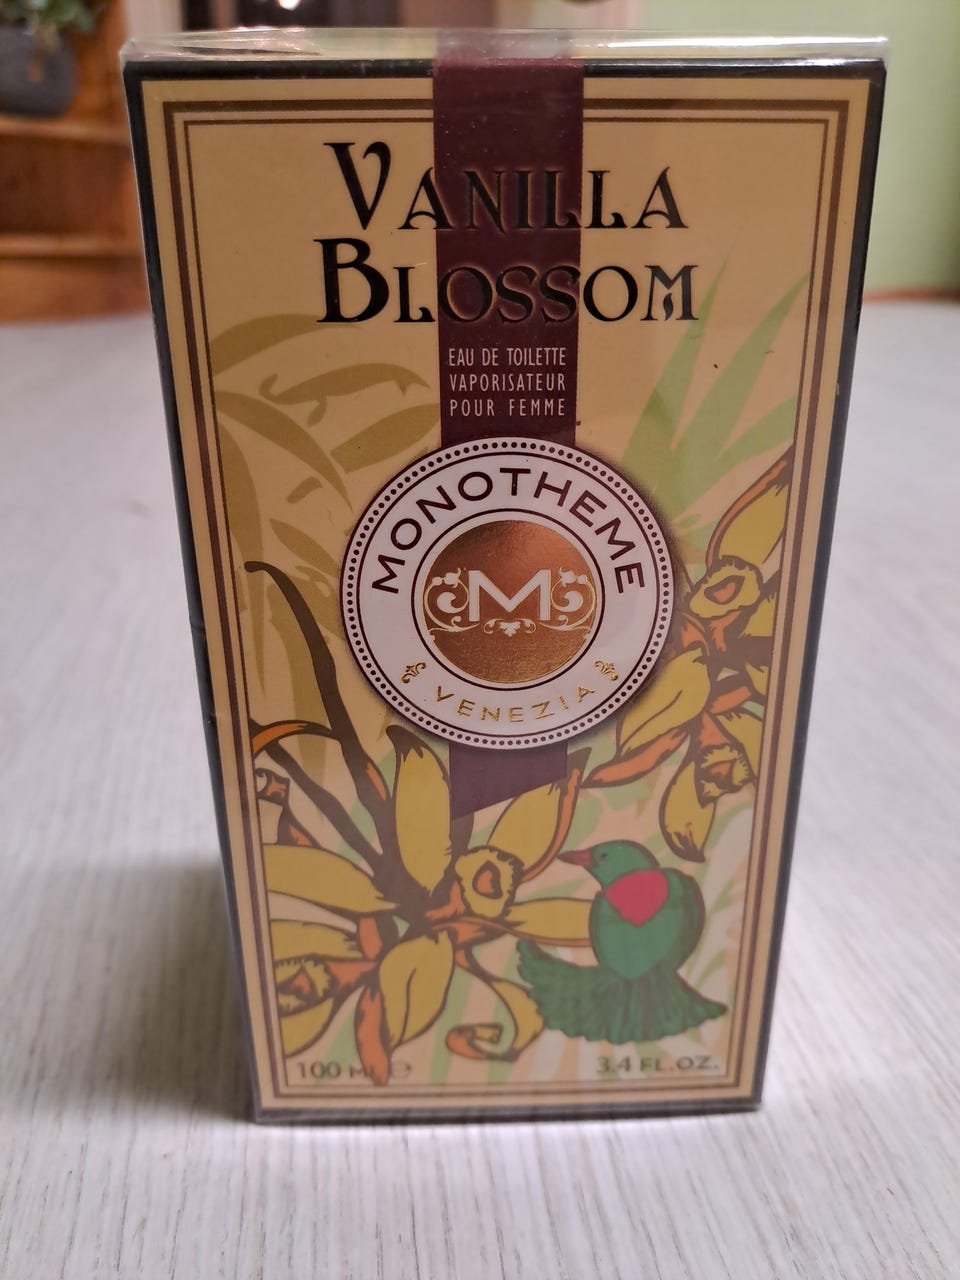 VANILLA
BLOSSOM
EAU DE TOILETTE
VAPORISATEUR
POUR FEMME
MONOTHEME
M
VENEZIA
100 ML ℮
3.4 FL.OZ.